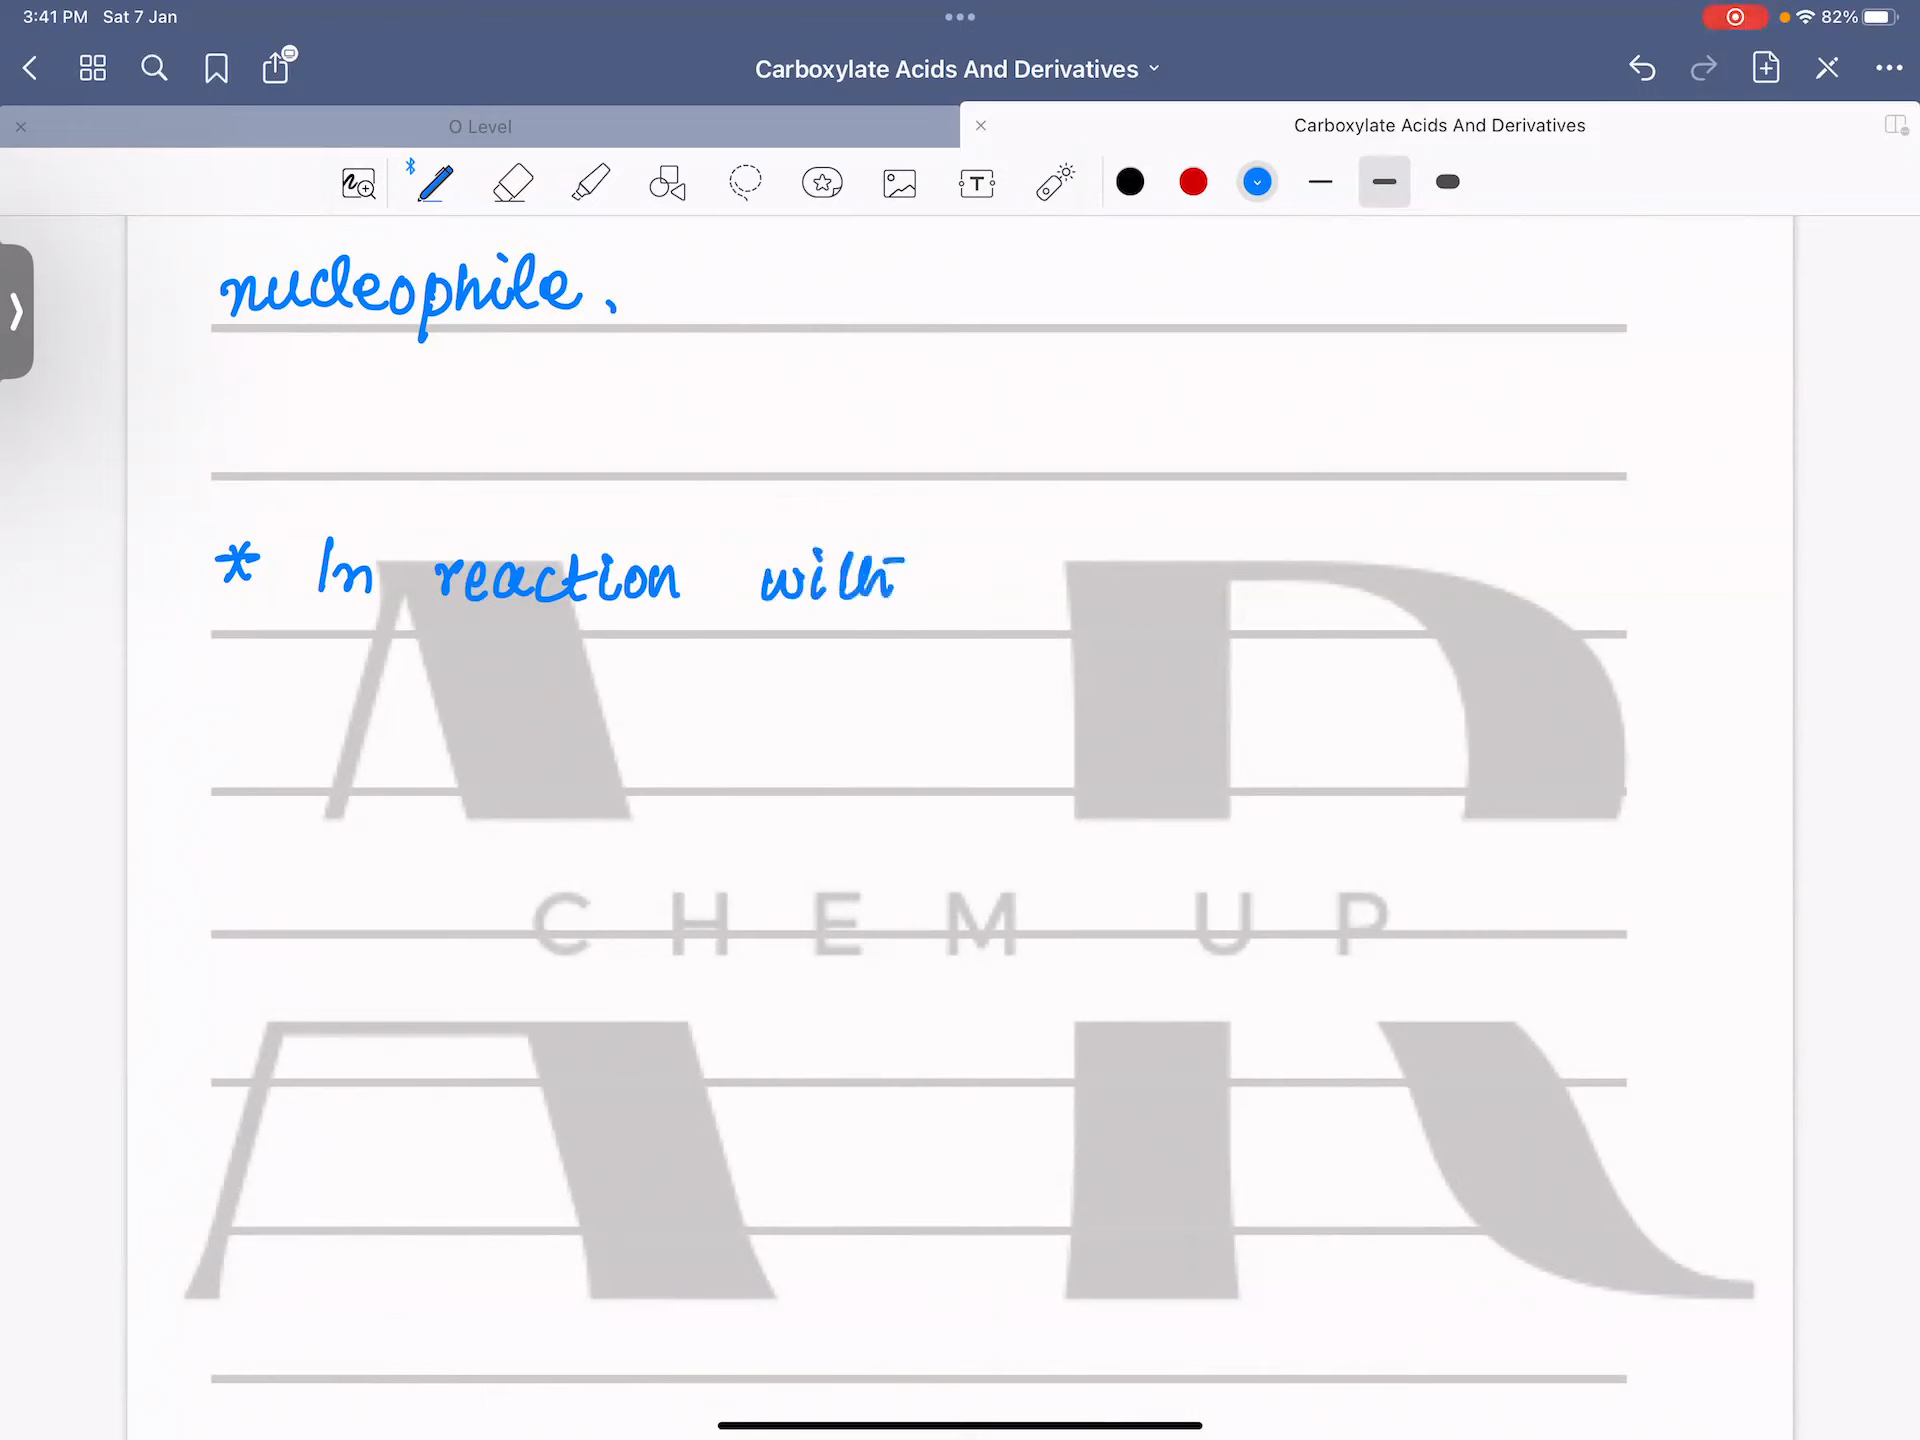 3:41 PM Sat 7 Jan
82%
Carboxylate Acids And Derivatives
O Level
Carboxylate Acids And Derivatives
T
nucleophile.
* In reaction with
A R
CHEM UP
A R